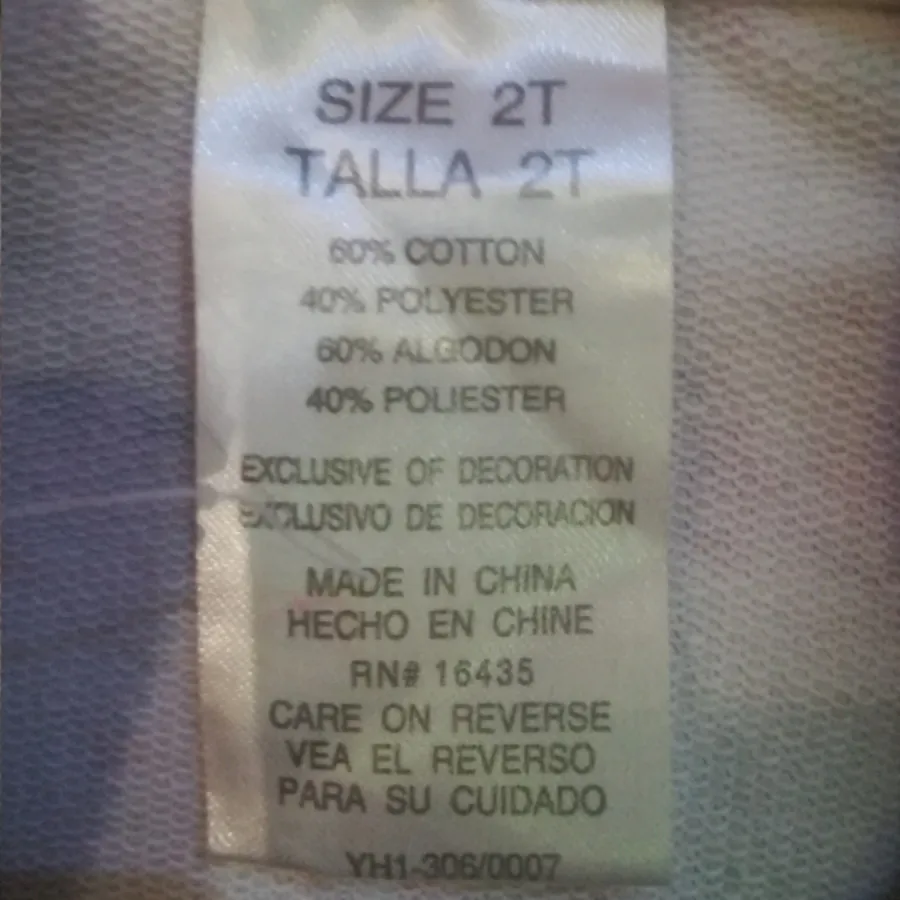 SIZE 2T
TALLA 2T
60% COTTON
40% POLYESTER
60% ALGODON
40% POLIESTER
EXCLUSIVE OF DECORATION
EXCLUSIVO DE DECORACION
MADE IN CHINA
HECHO EN CHINE
RN# 16435
CARE ON REVERSE
VEA EL REVERSO
PARA SU CUIDADO
YH1-306/0007